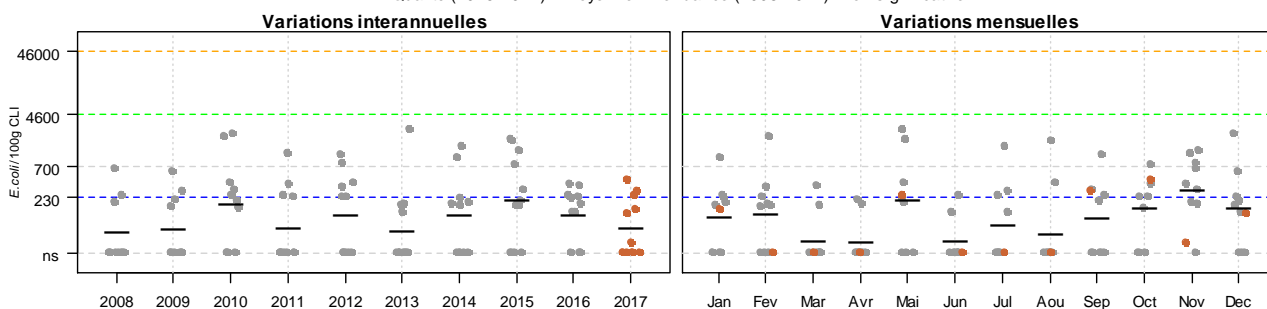 Variations interannuelles
Variations mensuelles
E.coli/100g CLI
46000
4600
700
230
ns
2008 2009 2010 2011 2012 2013 2014 2015 2016 2017
Jan Fev Mar Avr Mai Jun Jul Aou Sep Oct Nov Dec